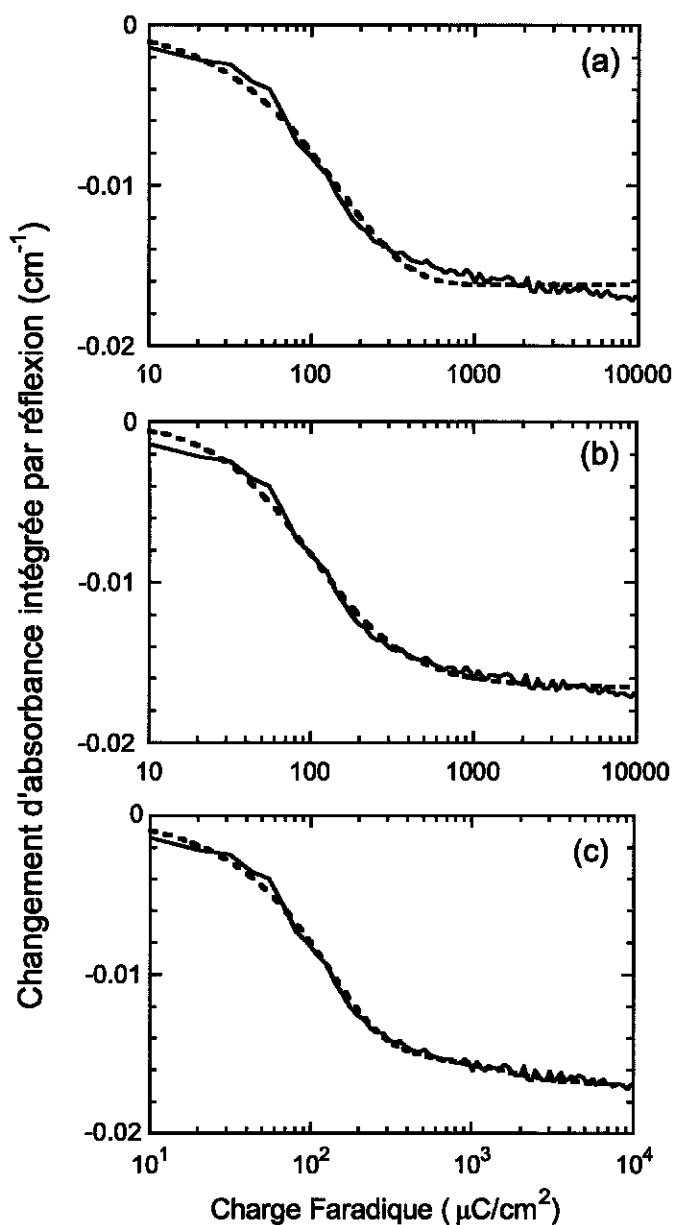 Changement d'absorbance intégrée par réflexion (cm⁻¹)
(a)
0
-0.01
-0.02
10 100 1000 10000
(b)
0
-0.01
-0.02
10 100 1000 10000
(c)
0
-0.01
-0.02
10¹ 10² 10³ 10⁴
Charge Faradique ( μC/cm²)